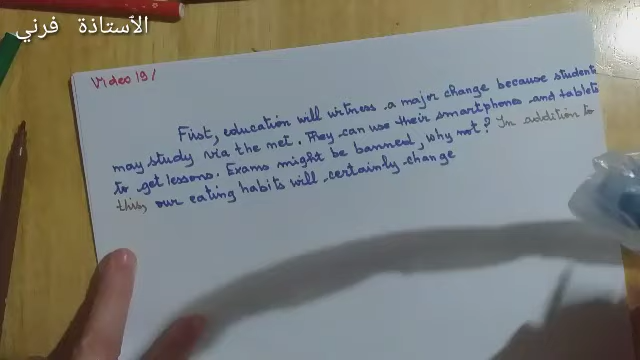 الأستاذة فرني
Video 19/
First, education will witness a major change because students
may study via the net. They can use their smartphones and tablets
to get lessons. Exams might be banned, why not? In addition to
this, our eating habits will certainly change